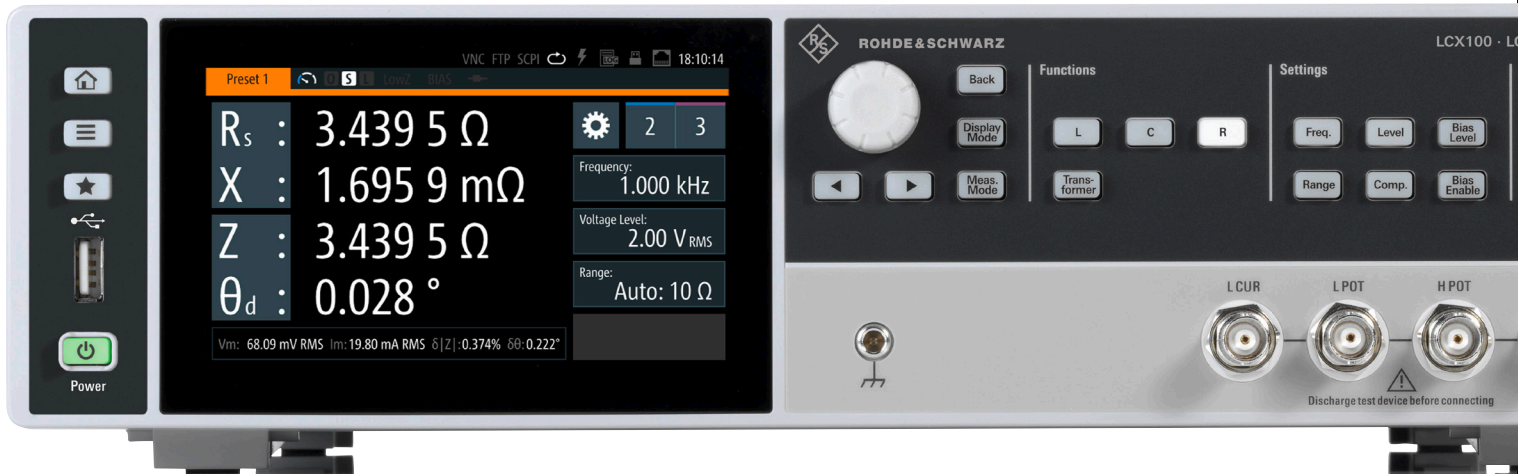 VNC FTP SCPI LOG 18:10:14
Preset 1 O S L LowZ BIAS
Rs : 3.439 5 Ω
X : 1.695 9 mΩ
Z : 3.439 5 Ω
θd : 0.028 °
Vm: 68.09 mV RMS Im: 19.80 mA RMS δ|Z|: 0.374% δθ: 0.222°
2 3
Frequency:
1.000 kHz
Voltage Level:
2.00 V RMS
Range:
Auto: 10 Ω
Power
R S
ROHDE&SCHWARZ
LCX100 · LC
Back
Display
Mode
Meas.
Mode
Functions
L C R
Trans-
former
Settings
Freq. Level Bias
Level
Range Comp. Bias
Enable
L CUR L POT H POT
Discharge test device before connecting